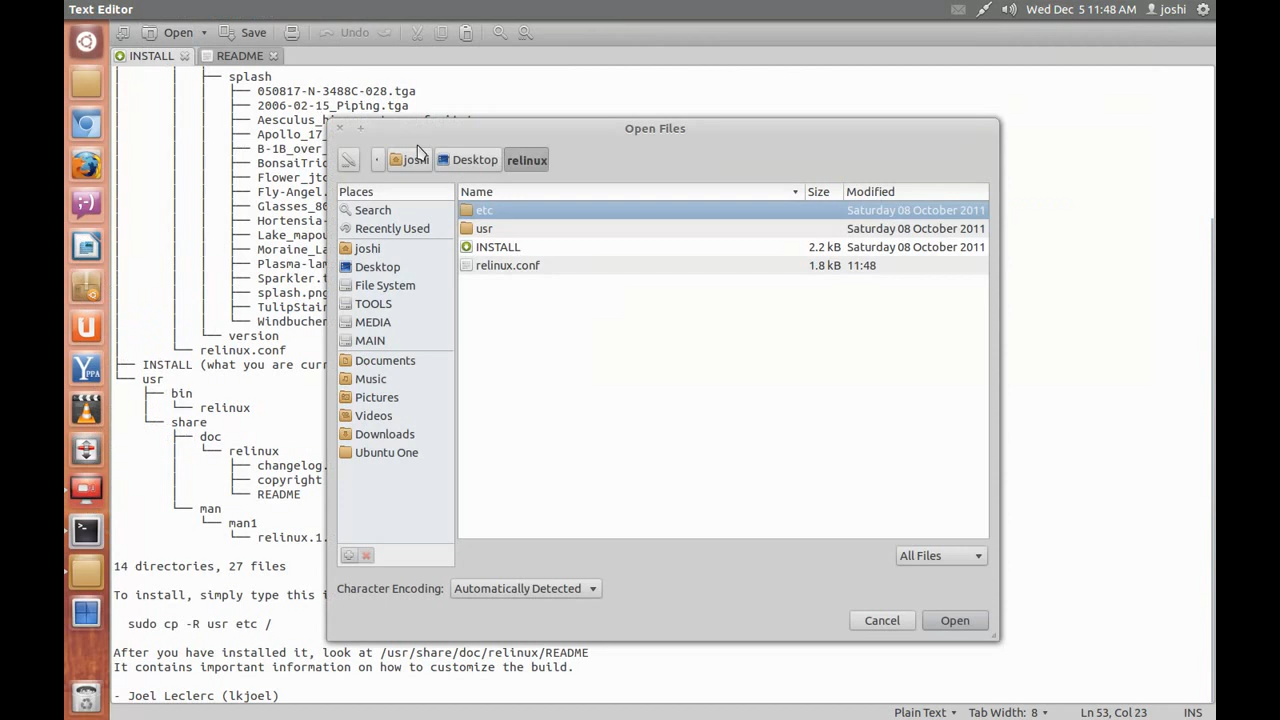 Text Editor
Wed Dec 5 11:48 AM
joshi
Open
Save
Undo
INSTALL
README
splash
050817-N-3488C-028.tga
2006-02-15_Piping.tga
Apollo_17
B-1B_over_
BonsaiTri
Flower_jt
Fly-Angel.
Glasses_8
Hortensia-
Lake_mapou
Moraine_La
Plasma-lam
Sparkler.t
splash.png
TulipStai
Windbuchen
version
relinux.conf
INSTALL (what you are curr
usr
bin
relinux
share
doc
relinux
changelog.
copyright
README
man
man1
relinux.1.
14 directories, 27 files
To install, simply type this i
sudo cp -R usr etc /
After you have installed it, look at /usr/share/doc/relinux/README
It contains important information on how to customize the build.
- Joel Leclerc (lkjoel)
Open Files
joshi
Desktop
relinux
Places
Search
Recently Used
joshi
Desktop
File System
TOOLS
MEDIA
MAIN
Documents
Music
Pictures
Videos
Downloads
Ubuntu One
Name Size Modified
etc Saturday 08 October 2011
usr Saturday 08 October 2011
INSTALL 2.2 kB Saturday 08 October 2011
relinux.conf 1.8 kB 11:48
All Files
Character Encoding: Automatically Detected
Cancel
Open
Plain Text Tab Width: 8 Ln 53, Col 23 INS